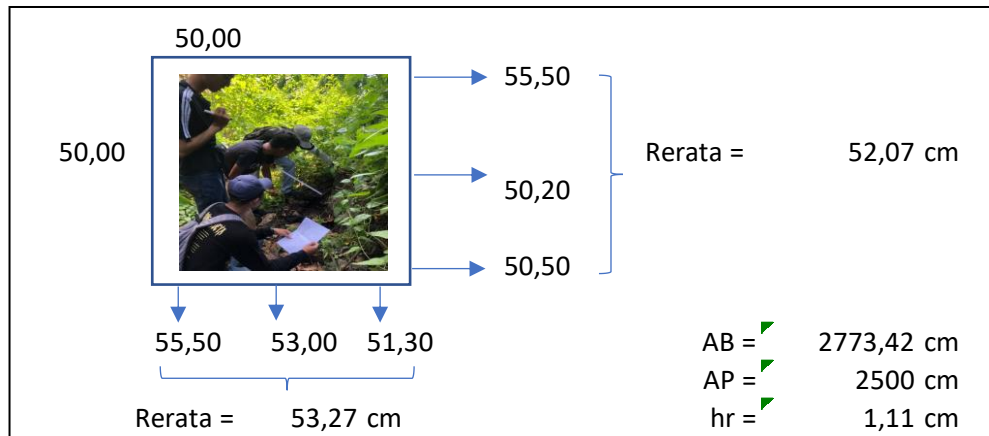 50,00
55,50
50,00
Rerata = 52,07 cm
50,20
50,50
55,50 53,00 51,30
AB = 2773,42 cm
AP = 2500 cm
Rerata = 53,27 cm
hr = 1,11 cm